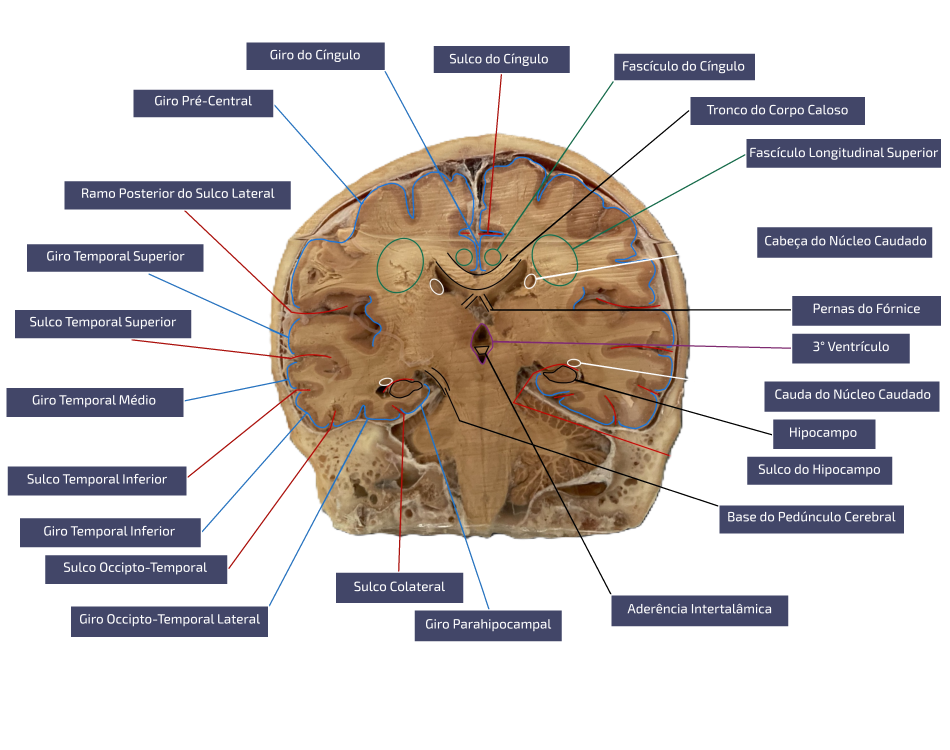 Giro do Cíngulo
Sulco do Cíngulo
Fascículo do Cíngulo
Giro Pré-Central
Tronco do Corpo Caloso
Fascículo Longitudinal Superior
Ramo Posterior do Sulco Lateral
Cabeça do Núcleo Caudado
Giro Temporal Superior
Pernas do Fórnice
Sulco Temporal Superior
3° Ventrículo
Giro Temporal Médio
Cauda do Núcleo Caudado
Hipocampo
Sulco Temporal Inferior
Sulco do Hipocampo
Base do Pedúnculo Cerebral
Giro Temporal Inferior
Sulco Occipto-Temporal
Sulco Colateral
Aderência Intertalâmica
Giro Occipto-Temporal Lateral
Giro Parahipocampal